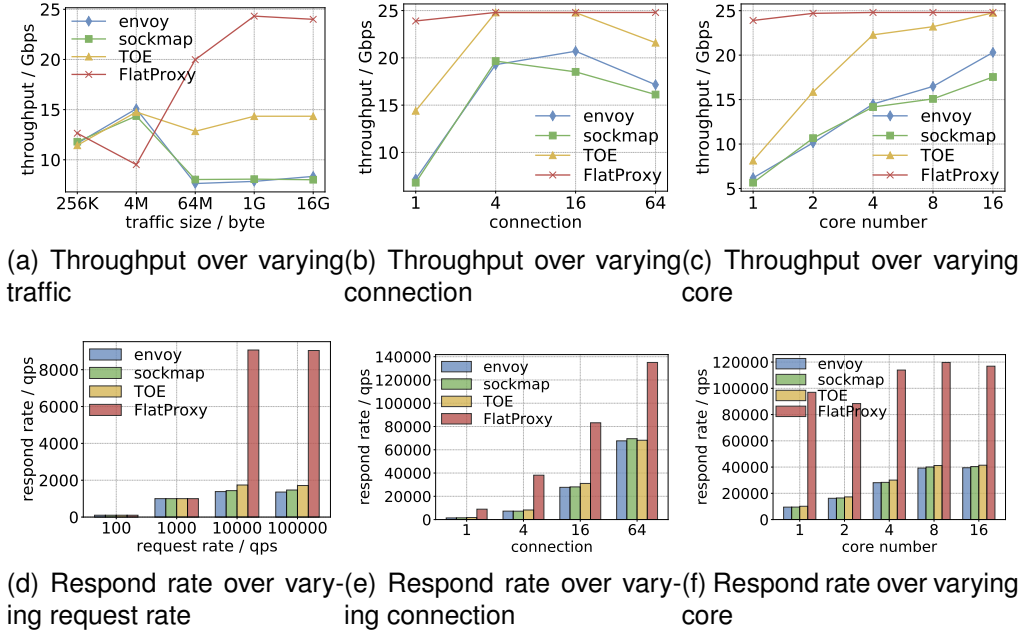 throughput / Gbps
25
20
15
10
envoy
sockmap
TOE
FlatProxy
256K 4M 64M 1G 16G
traffic size / byte
(a) Throughput over varying
traffic
throughput / Gbps
25
20
15
10
envoy
sockmap
TOE
FlatProxy
1 4 16 64
connection
(b) Throughput over varying
connection
throughput / Gbps
25
20
15
10
5
envoy
sockmap
TOE
FlatProxy
1 2 4 8 16
core number
(c) Throughput over varying
core
respond rate / qps
8000
6000
4000
2000
0
envoy
sockmap
TOE
FlatProxy
100 1000 10000 100000
request rate / qps
(d) Respond rate over vary-
ing request rate
respond rate / qps
140000
120000
100000
80000
60000
40000
20000
0
envoy
sockmap
TOE
FlatProxy
1 4 16 64
connection
(e) Respond rate over vary-
ing connection
respond rate / qps
120000
100000
80000
60000
40000
20000
0
envoy
sockmap
TOE
FlatProxy
1 2 4 8 16
core number
(f) Respond rate over varying
core